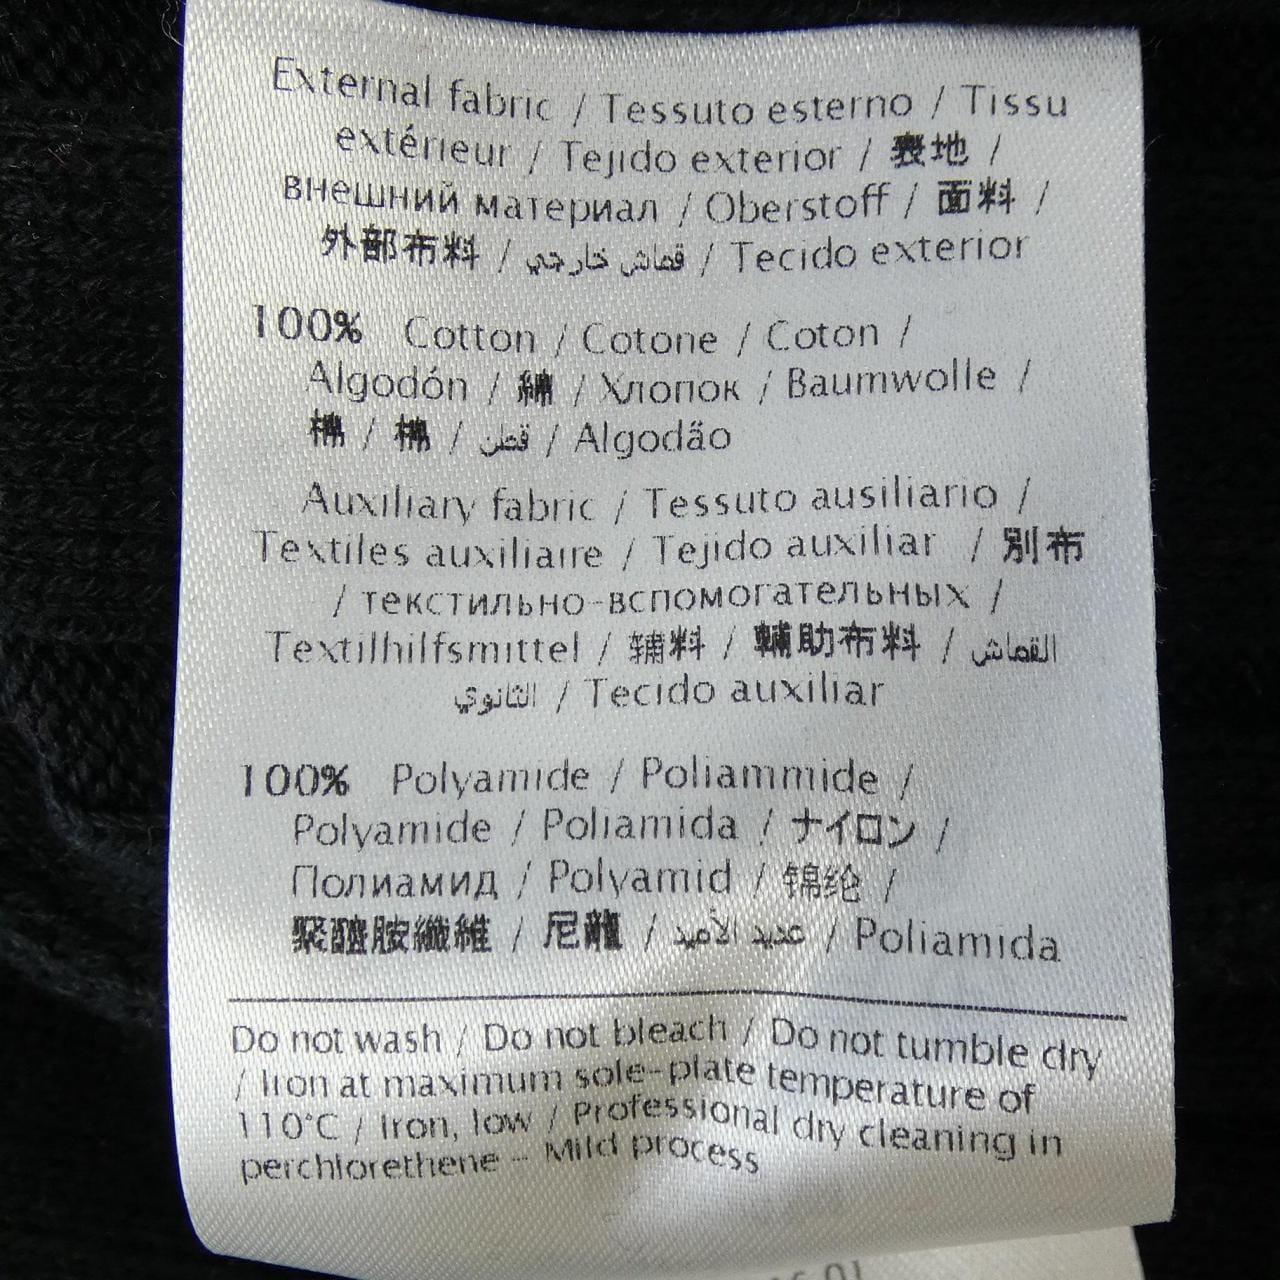 External fabric / Tessuto esterno / Tissu
extérieur / Tejido exterior / 表地 /
внешний материал / Oberstoff / 面料 /
外部布料 / قماش خارجي / Tecido exterior
100% Cotton / Cotone / Coton /
Algodón / 綿 / Хлопок / Baumwolle /
棉 / 棉 / قطن / Algodão
Auxiliary fabric / Tessuto ausiliario /
Textiles auxiliaire / Tejido auxiliar / 別布
/ текстильно-вспомогательных /
Textilhilfsmittel / 辅料 / 輔助布料 / القماش
الثانوي / Tecido auxiliar
100% Polyamide / Poliammide /
Polyamide / Poliamida / ナイロン /
Полиамид / Polyamid / 锦纶 /
聚醯胺纖維 / 尼龍 / عديد الأميد / Poliamida
Do not wash / Do not bleach / Do not tumble dry
/ Iron at maximum sole-plate temperature of
110°C / Iron, low / Professional dry cleaning in
perchlorethene - Mild process